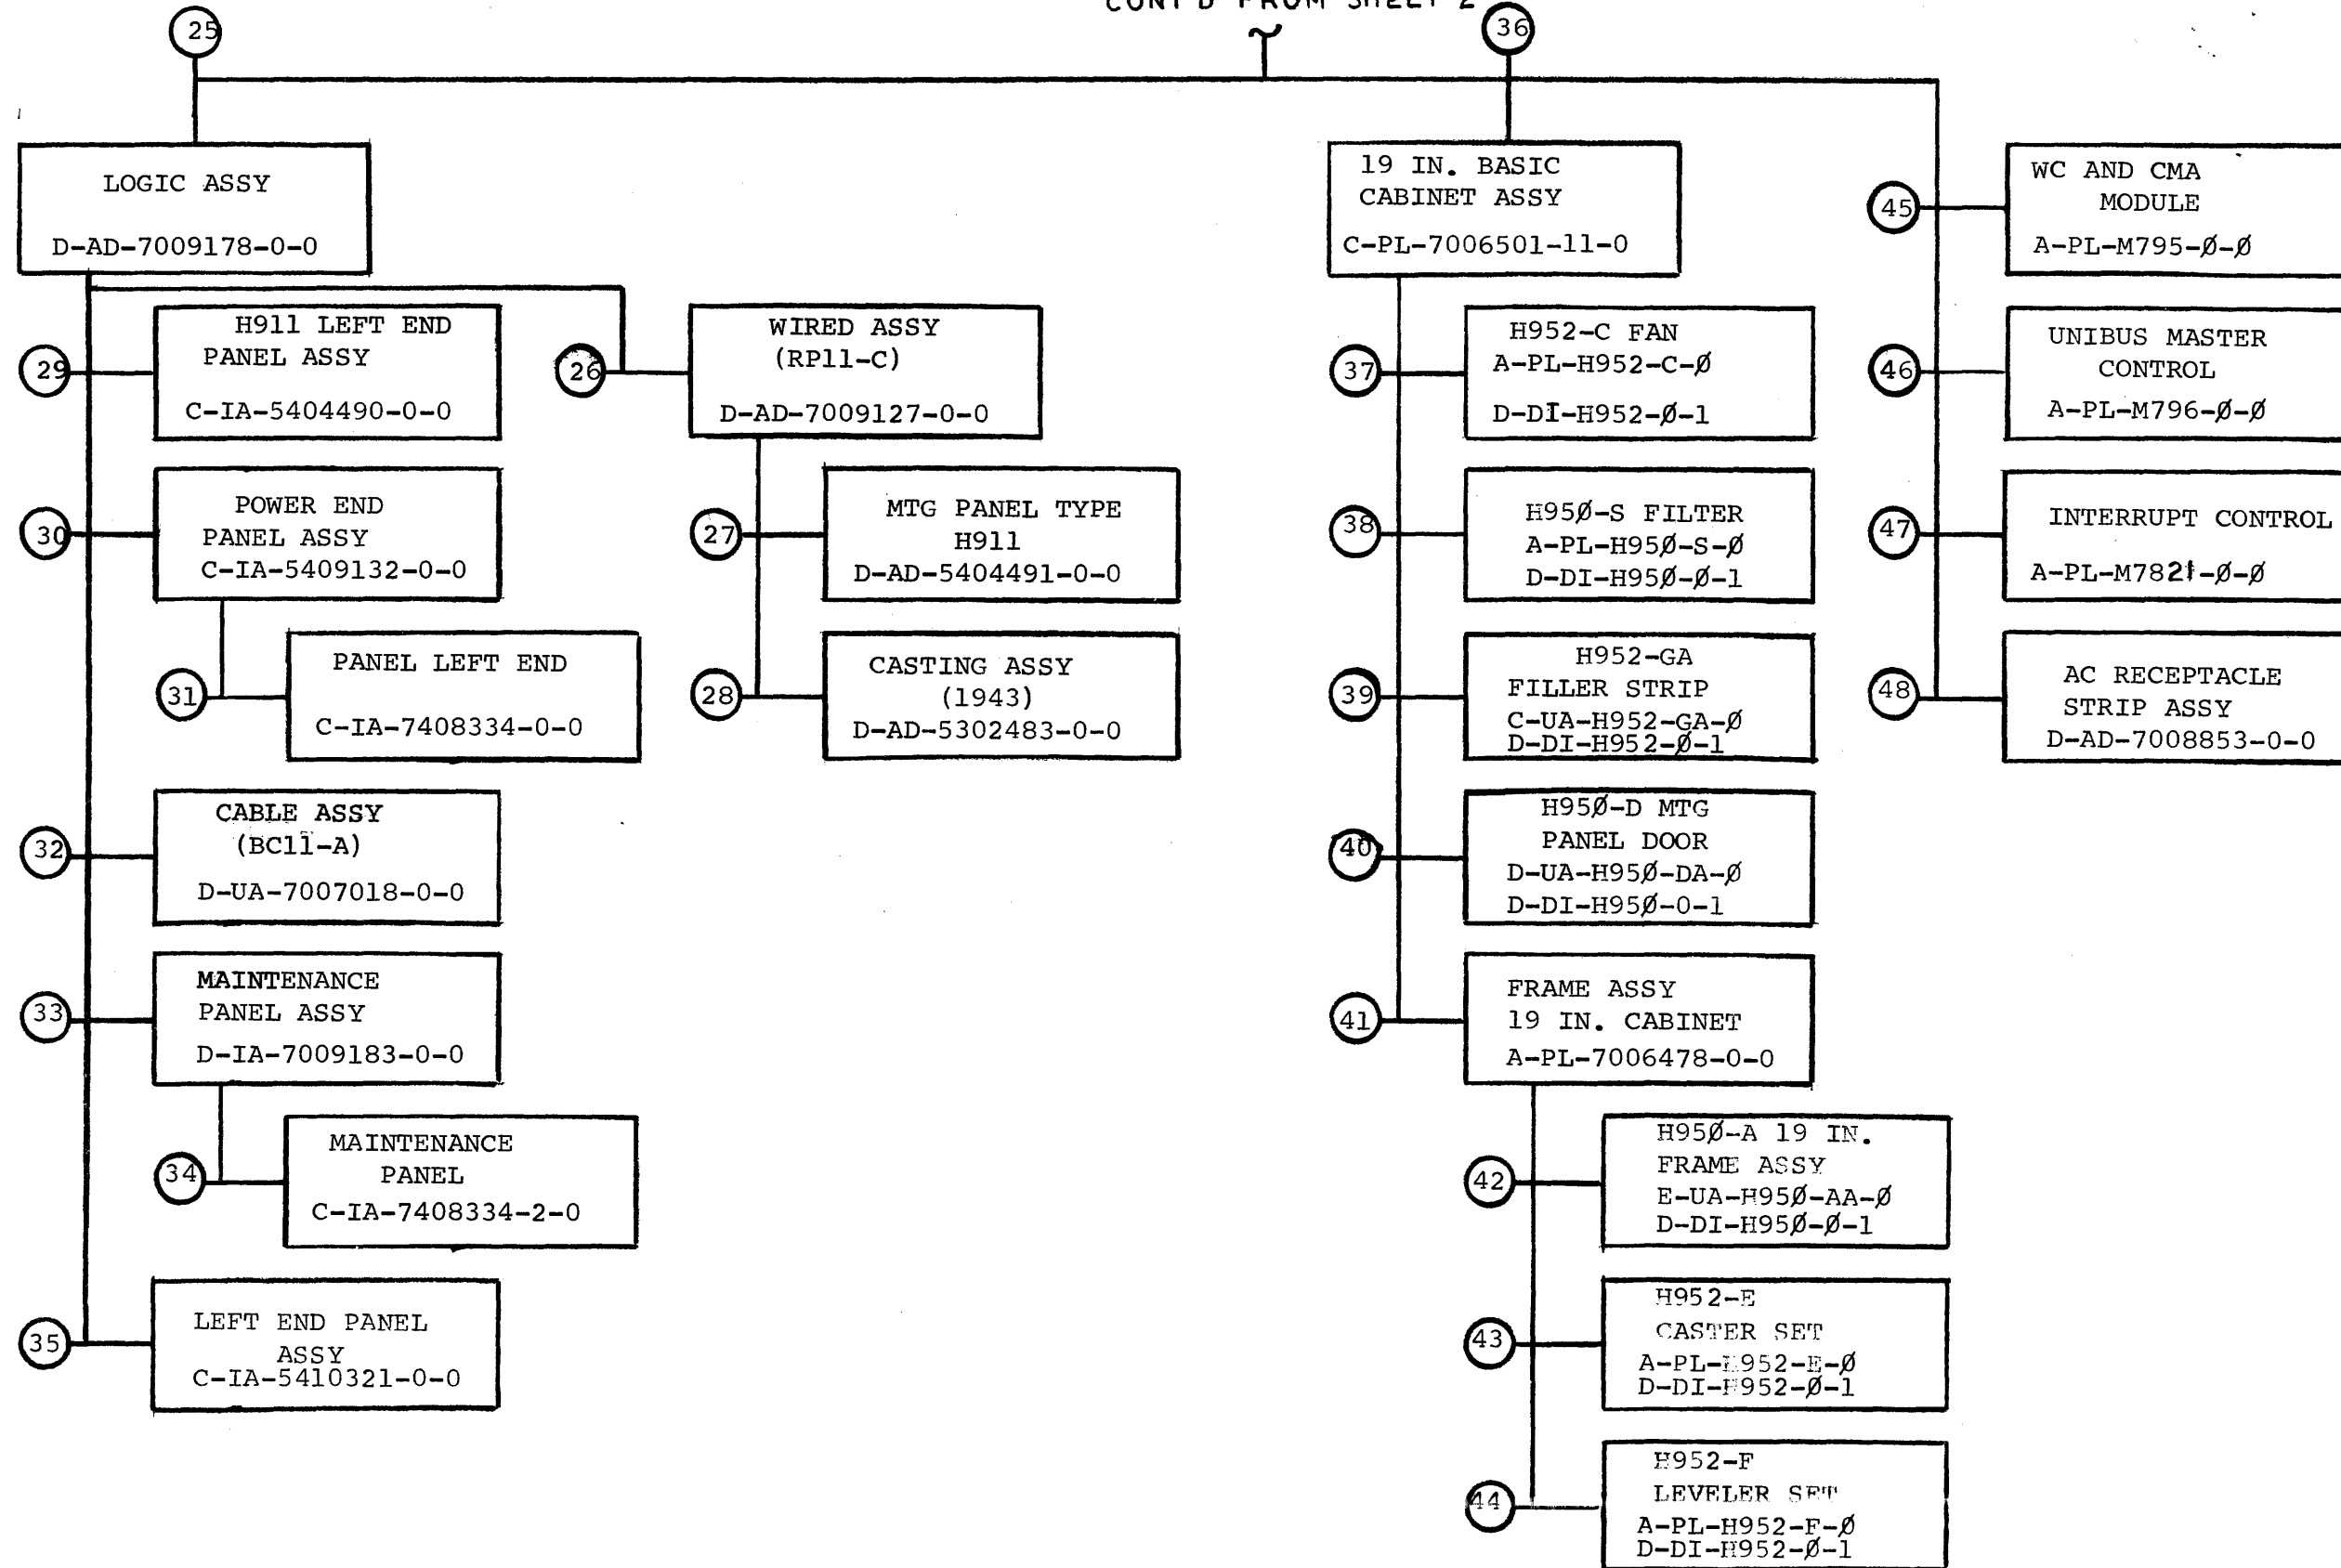 CONT'D FROM SHEET 2
25
LOGIC ASSY
D-AD-7009178-0-0
29
H911 LEFT END
PANEL ASSY
C-IA-5404490-0-0
30
POWER END
PANEL ASSY
C-IA-5409132-0-0
31
PANEL LEFT END
C-IA-7408334-0-0
32
CABLE ASSY
(BC11-A)
D-UA-7007018-0-0
33
MAINTENANCE
PANEL ASSY
D-IA-7009183-0-0
34
MAINTENANCE
PANEL
C-IA-7408334-2-0
35
LEFT END PANEL
ASSY
C-IA-5410321-0-0
26
WIRED ASSY
(RP11-C)
D-AD-7009127-0-0
27
MTG PANEL TYPE
H911
D-AD-5404491-0-0
28
CASTING ASSY
(1943)
D-AD-5302483-0-0
36
19 IN. BASIC
CABINET ASSY
C-PL-7006501-11-0
37
H952-C FAN
A-PL-H952-C-Ø
D-DI-H952-Ø-1
38
H95Ø-S FILTER
A-PL-H95Ø-S-Ø
D-DI-H95Ø-Ø-1
39
H952-GA
FILLER STRIP
C-UA-H952-GA-Ø
D-DI-H952-Ø-1
40
H95Ø-D MTG
PANEL DOOR
D-UA-H95Ø-DA-Ø
D-DI-H95Ø-0-1
41
FRAME ASSY
19 IN. CABINET
A-PL-7006478-0-0
42
H95Ø-A 19 IN.
FRAME ASSY
E-UA-H95Ø-AA-Ø
D-DI-H95Ø-Ø-1
43
H952-E
CASTER SET
A-PL-H952-E-Ø
D-DI-H952-Ø-1
44
H952-F
LEVELER SET
A-PL-H952-F-Ø
D-DI-H952-Ø-1
45
WC AND CMA
MODULE
A-PL-M795-Ø-Ø
46
UNIBUS MASTER
CONTROL
A-PL-M796-Ø-Ø
47
INTERRUPT CONTROL
A-PL-M7821-Ø-Ø
48
AC RECEPTACLE
STRIP ASSY
D-AD-7008853-0-0